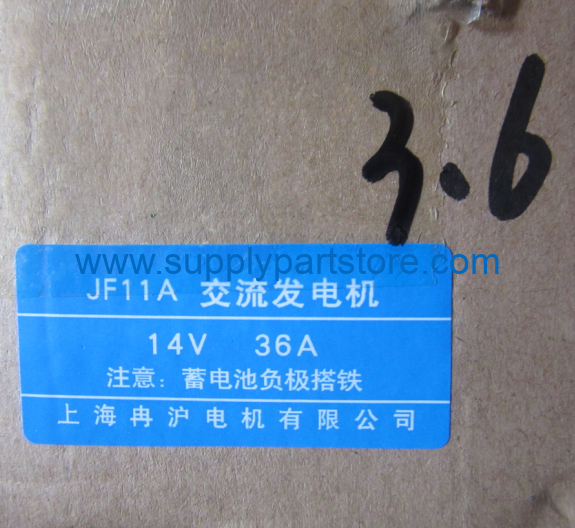 3.6
www.supplypartstore.com
JF11A 交流发电机
14V 36A
注意：蓄电池负极搭铁
上海冉沪电机有限公司